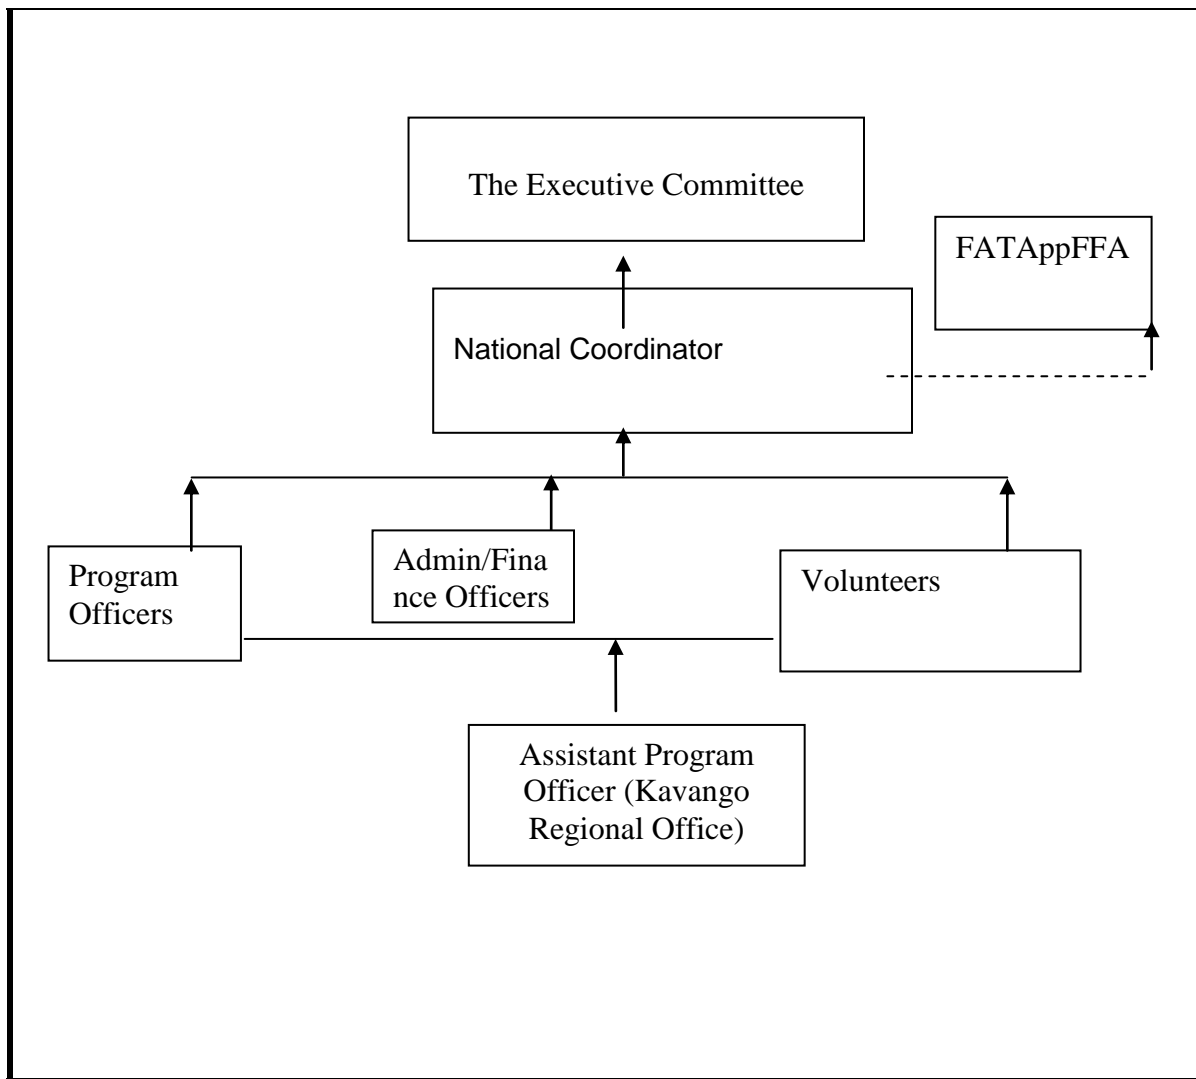 The Executive Committee
FATAppFFA
National Coordinator
Program
Officers
Admin/Fina
nce Officers
Volunteers
Assistant Program
Officer (Kavango
Regional Office)